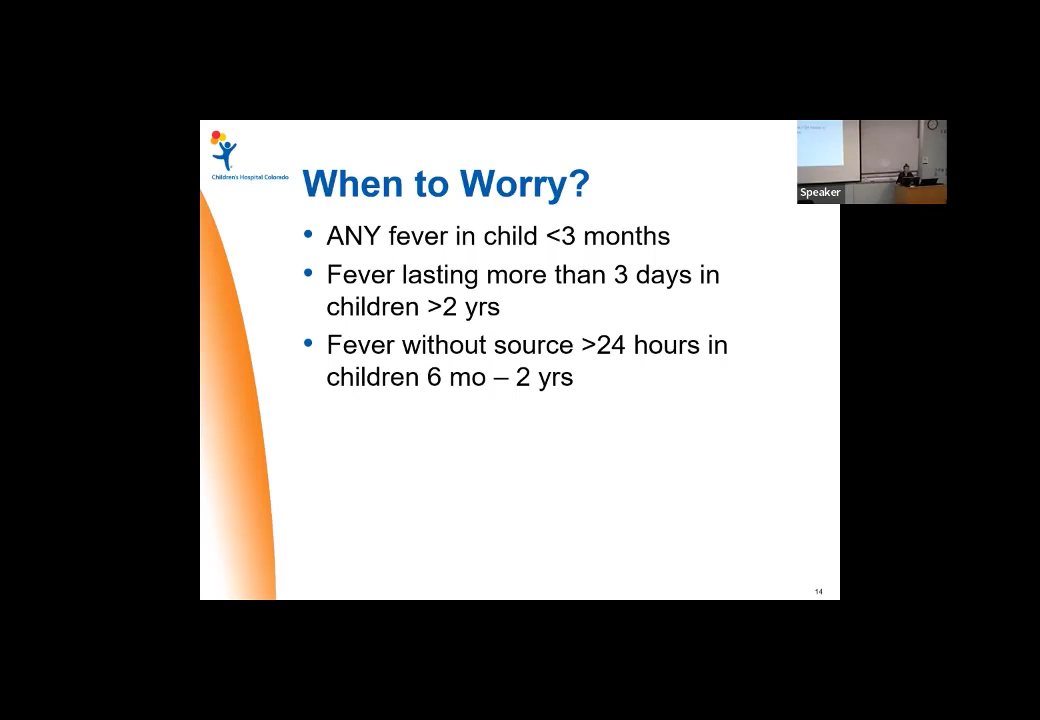 Children's Hospital Colorado
When to Worry?
Speaker
• ANY fever in child <3 months
• Fever lasting more than 3 days in
children >2 yrs
• Fever without source >24 hours in
children 6 mo – 2 yrs
14